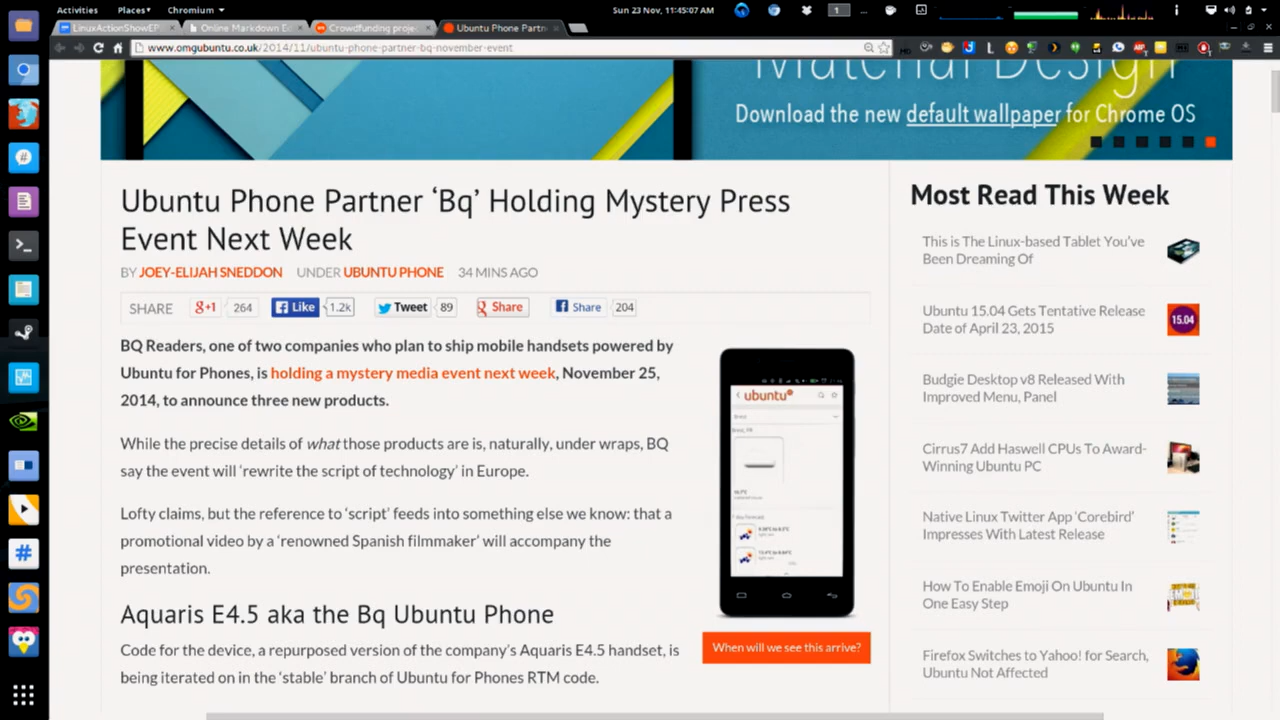 Activities Places Chromium Sun 23 Nov, 11:45:07 AM 1 ...
LinuxActionShowEP Online Markdown E Crowdfunding proje Ubuntu Phone Partn
www.omgubuntu.co.uk/2014/11/ubuntu-phone-partner-bq-november-event
Material Design
Download the new default wallpaper for Chrome OS
Ubuntu Phone Partner ‘Bq’ Holding Mystery Press
Event Next Week
BY JOEY-ELIJAH SNEDDON UNDER UBUNTU PHONE 34 MINS AGO
SHARE g+1 264 Like 1.2k Tweet 89 Share Share 204
BQ Readers, one of two companies who plan to ship mobile handsets powered by
Ubuntu for Phones, is holding a mystery media event next week, November 25,
2014, to announce three new products.
While the precise details of what those products are is, naturally, under wraps, BQ
say the event will ‘rewrite the script of technology’ in Europe.
Lofty claims, but the reference to ‘script’ feeds into something else we know: that a
promotional video by a ‘renowned Spanish filmmaker’ will accompany the
presentation.
Aquaris E4.5 aka the Bq Ubuntu Phone
Code for the device, a repurposed version of the company’s Aquaris E4.5 handset, is
being iterated on in the ‘stable’ branch of Ubuntu for Phones RTM code.
ubuntu
When will we see this arrive?
Most Read This Week
This is The Linux-based Tablet You’ve
Been Dreaming Of
Ubuntu 15.04 Gets Tentative Release
Date of April 23, 2015
15.04
Budgie Desktop v8 Released With
Improved Menu, Panel
Cirrus7 Add Haswell CPUs To Award-
Winning Ubuntu PC
Native Linux Twitter App ‘Corebird’
Impresses With Latest Release
How To Enable Emoji On Ubuntu In
One Easy Step
Firefox Switches to Yahoo! for Search,
Ubuntu Not Affected